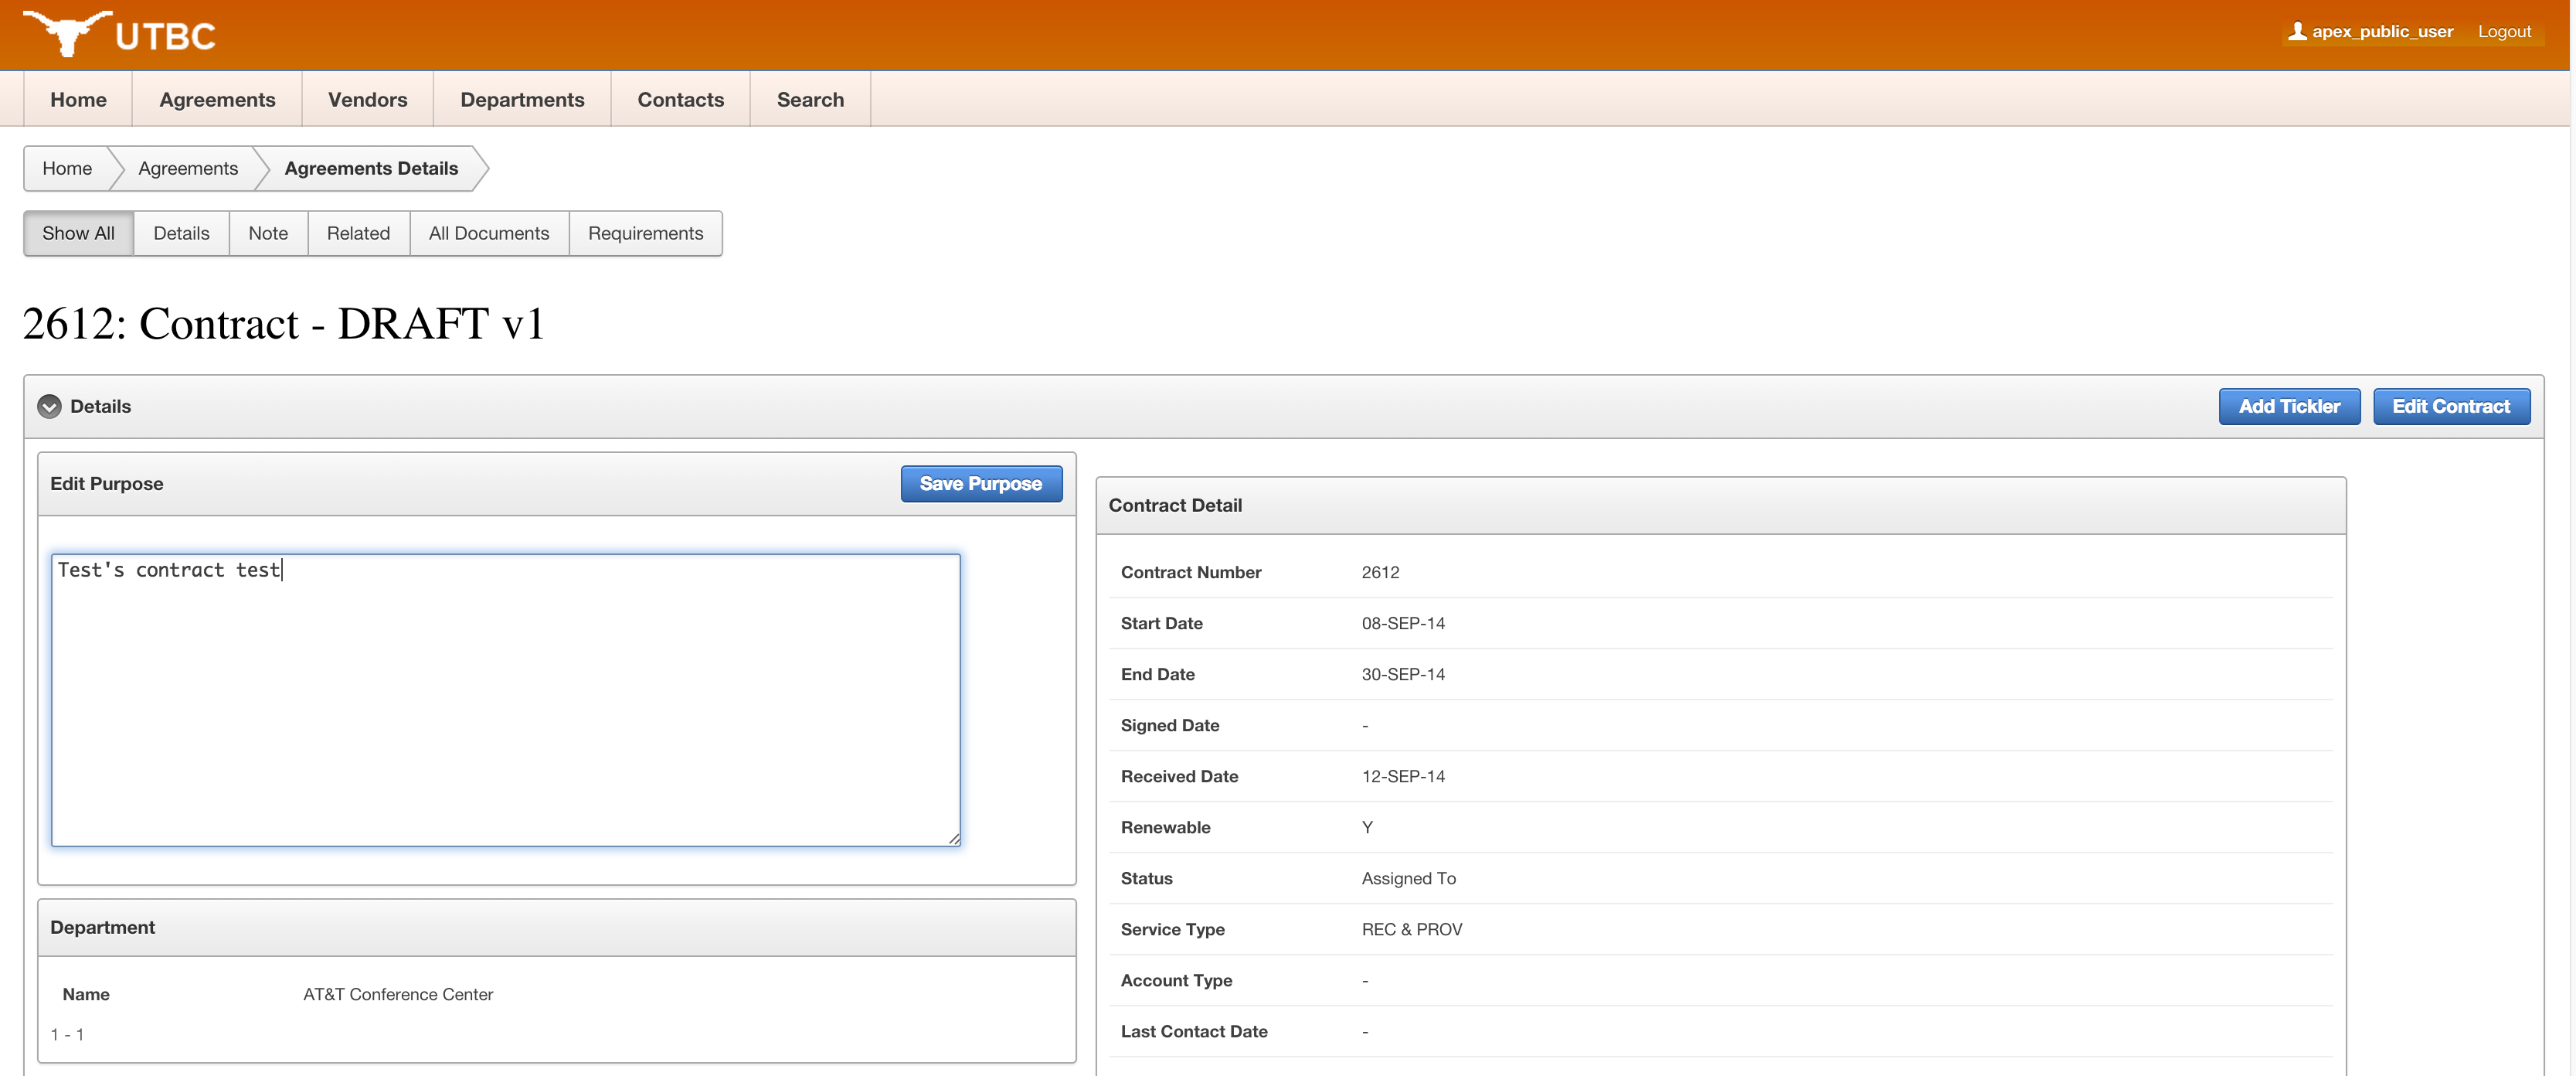 UTBC
apex_public_user Logout
Home Agreements Vendors Departments Contacts Search
Home Agreements Agreements Details
Show All Details Note Related All Documents Requirements
2612: Contract - DRAFT v1
Details Add Tickler Edit Contract
Edit Purpose Save Purpose
Test's contract test
Department
Name AT&T Conference Center
1 - 1
Contract Detail
Contract Number 2612
Start Date 08-SEP-14
End Date 30-SEP-14
Signed Date -
Received Date 12-SEP-14
Renewable Y
Status Assigned To
Service Type REC & PROV
Account Type -
Last Contact Date -